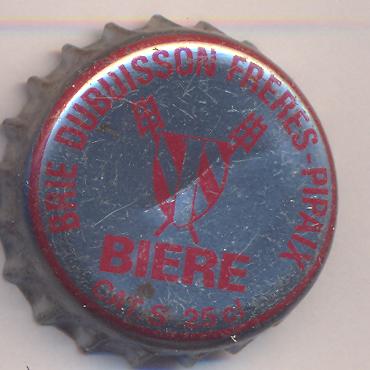 BRIE DUBUISSON FRERES-PIPAIX
BIERE
CAT. S. 25 cl